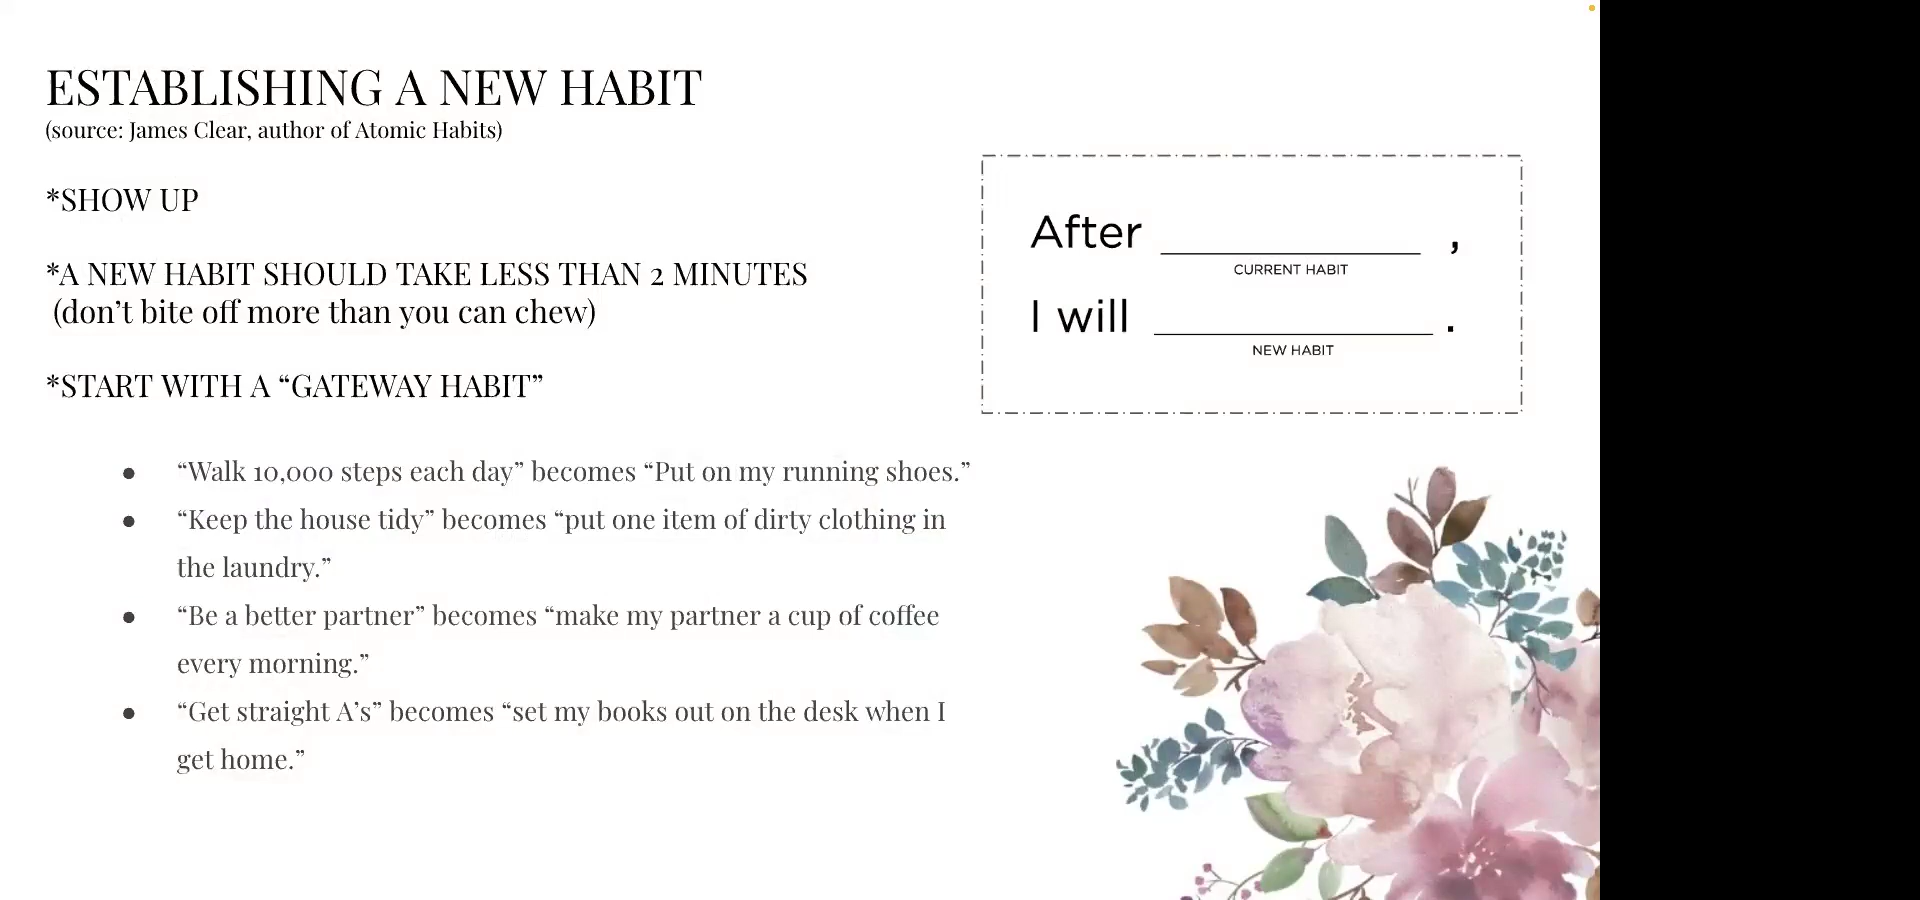 ESTABLISHING A NEW HABIT
(source: James Clear, author of Atomic Habits)
*SHOW UP
*A NEW HABIT SHOULD TAKE LESS THAN 2 MINUTES
(don’t bite off more than you can chew)
*START WITH A “GATEWAY HABIT”
● “Walk 10,000 steps each day” becomes “Put on my running shoes.”
● “Keep the house tidy” becomes “put one item of dirty clothing in
the laundry.”
● “Be a better partner” becomes “make my partner a cup of coffee
every morning.”
● “Get straight A’s” becomes “set my books out on the desk when I
get home.”
After ____________ ,
CURRENT HABIT
I will ____________ .
NEW HABIT